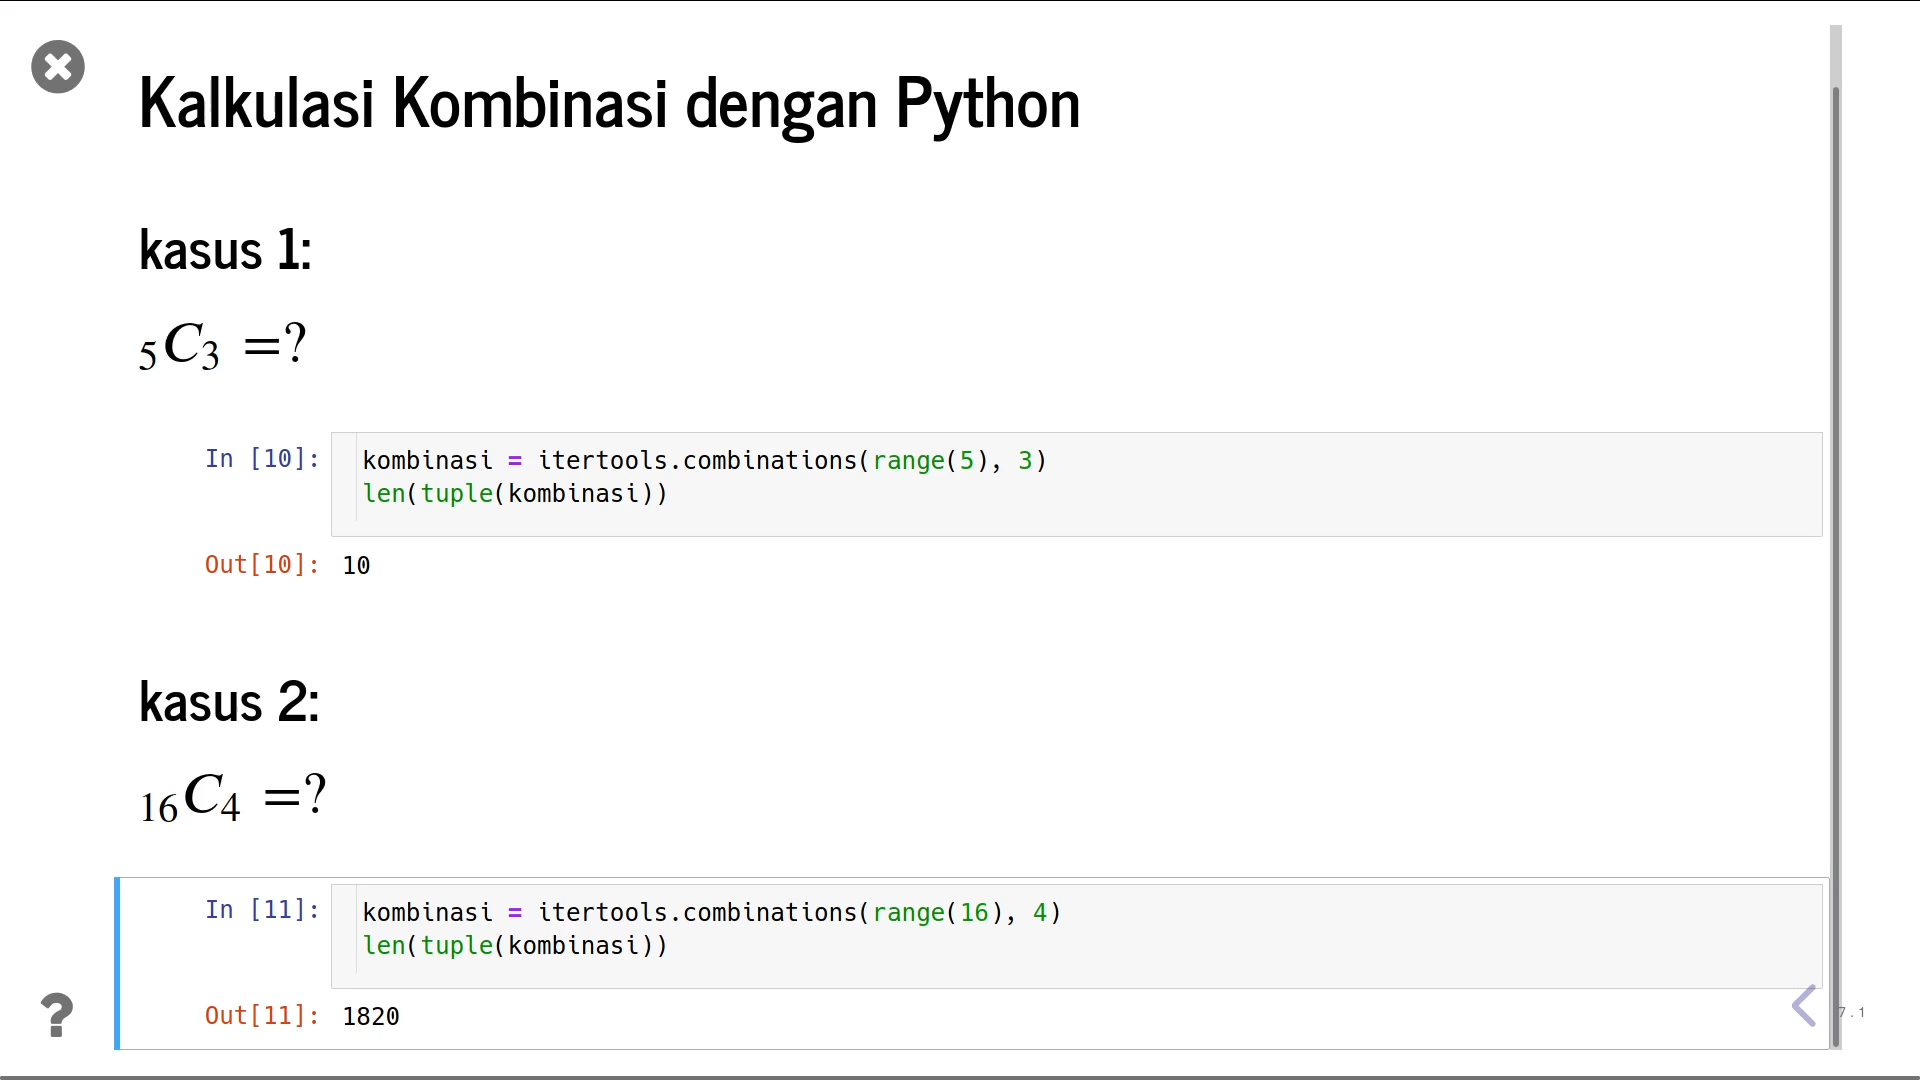 Kalkulasi Kombinasi dengan Python
kasus 1:
₅C₃ =?
In [10]: kombinasi = itertools.combinations(range(5), 3)
len(tuple(kombinasi))
Out[10]: 10
kasus 2:
₁₆C₄ =?
In [11]: kombinasi = itertools.combinations(range(16), 4)
len(tuple(kombinasi))
Out[11]: 1820
7.1